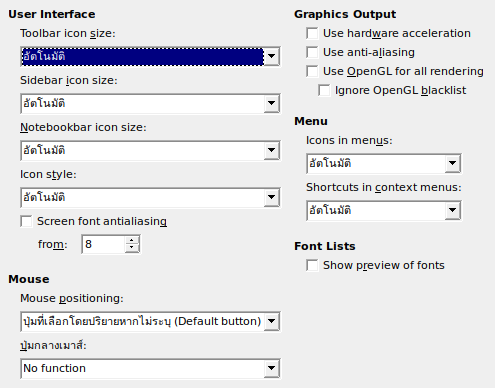 User Interface
Toolbar icon size:
อัตโนมัติ
Sidebar icon size:
อัตโนมัติ
Notebookbar icon size:
อัตโนมัติ
Icon style:
อัตโนมัติ
Screen font antialiasing
from:
8
Mouse
Mouse positioning:
ปุ่มที่เลือกโดยปริยายหากไม่ระบุ (Default button)
ปุ่มกลางเมาส์:
No function
Graphics Output
Use hardware acceleration
Use anti-aliasing
Use OpenGL for all rendering
Ignore OpenGL blacklist
Menu
Icons in menus:
อัตโนมัติ
Shortcuts in context menus:
อัตโนมัติ
Font Lists
Show preview of fonts